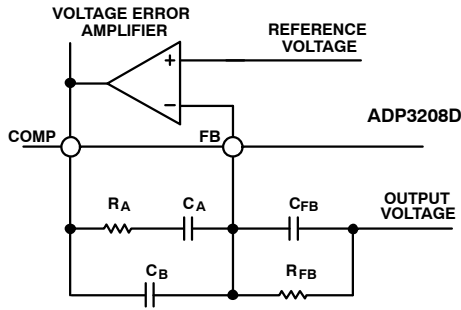 VOLTAGE ERROR
AMPLIFIER
REFERENCE
VOLTAGE
+
−
ADP3208D
COMP
FB
RA
CA
CFB
OUTPUT
VOLTAGE
CB
RFB